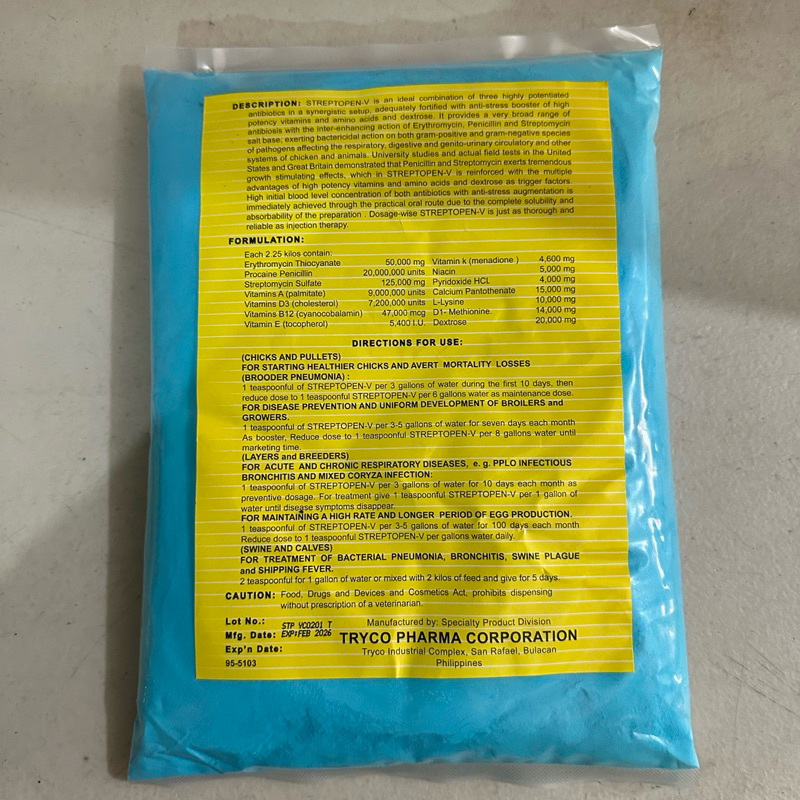 DESCRIPTION: STREPTOPEN-V is an ideal combination of three highly potentiated
antibiotics in a synergistic setup, adequately fortified with anti-stress booster of high
potency vitamins and amino acids and dextrose. It provides a very broad range of
antibiosis with the inter-enhancing action of Erythromycin, Penicillin and Streptomycin
salt base; exerting bactericidal action on both gram-positive and gram-negative species
of pathogens affecting the respiratory, digestive and genito-urinary circulatory and other
systems of chicken and animals. University studies and actual field tests in the United
States and Great Britain demonstrated that Penicillin and Streptomycin exerts tremendous
growth stimulating effects, which in STREPTOPEN-V is reinforced with the multiple
advantages of high potency vitamins and amino acids and dextrose as trigger factors.
High initial blood level concentration of both antibiotics with anti-stress augmentation is
immediately achieved through the practical oral route due to the complete solubility and
absorbability of the preparation . Dosage-wise STREPTOPEN-V is just as thorough and
reliable as injection therapy.
FORMULATION:
Each 2.25 kilos contain:
Erythromycin Thiocyanate 50,000 mg Vitamin k (menadione ) 4,600 mg
Procaine Penicillin 20,000,000 units Niacin 5,000 mg
Streptomycin Sulfate 125,000 mg Pyridoxide HCL 4,000 mg
Vitamins A (palmitate) 9,000,000 units Calcium Pantothenate 15,000 mg
Vitamins D3 (cholesterol) 7,200,000 units L-Lysine 10,000 mg
Vitamins B12 (cyanocobalamin) 47,000 mcg D1- Methionine. 14,000 mg
Vitamin E (tocopherol) 5,400 I.U. Dextrose 20,000 mg
DIRECTIONS FOR USE:
(CHICKS AND PULLETS)
FOR STARTING HEALTHIER CHICKS AND AVERT MORTALITY LOSSES
(BROODER PNEUMONIA) :
1 teaspoonful of STREPTOPEN-V per 3 gallons of water during the first 10 days, then
reduce dose to 1 teaspoonful STREPTOPEN-V per 6 gallons water as maintenance dose.
FOR DISEASE PREVENTION AND UNIFORM DEVELOPMENT OF BROILERS and
GROWERS.
1 teaspoonful of STREPTOPEN-V per 3-5 gallons of water for seven days each month
As booster, Reduce dose to 1 teaspoonful STREPTOPEN-V per 8 gallons water until
marketing time.
(LAYERS and BREEDERS)
FOR ACUTE AND CHRONIC RESPIRATORY DISEASES, e. g. PPLO INFECTIOUS
BRONCHITIS AND MIXED CORYZA INFECTION:
1 teaspoonful of STREPTOPEN-V per 3 gallons of water for 10 days each month as
preventive dosage. For treatment give 1 teaspoonful STREPTOPEN-V per 1 gallon of
water until disease symptoms disappear.
FOR MAINTAINING A HIGH RATE AND LONGER PERIOD OF EGG PRODUCTION.
1 teaspoonful of STREPTOPEN-V per 3-5 gallons of water for 100 days each month
Reduce dose to 1 teaspoonful STREPTOPEN-V per gallons water daily.
(SWINE AND CALVES)
FOR TREATMENT OF BACTERIAL PNEUMONIA, BRONCHITIS, SWINE PLAGUE
and SHIPPING FEVER.
2 teaspoonful for 1 gallon of water or mixed with 2 kilos of feed and give for 5 days.
CAUTION: Food, Drugs and Devices and Cosmetics Act, prohibits dispensing
without prescription of a veterinarian.
Lot No.: STP YC0201 T
Mfg. Date: EXP:FEB 2026
Exp'n Date:
95-5103
Manufactured by: Specialty Product Division
TRYCO PHARMA CORPORATION
Tryco Industrial Complex, San Rafael, Bulacan
Philippines